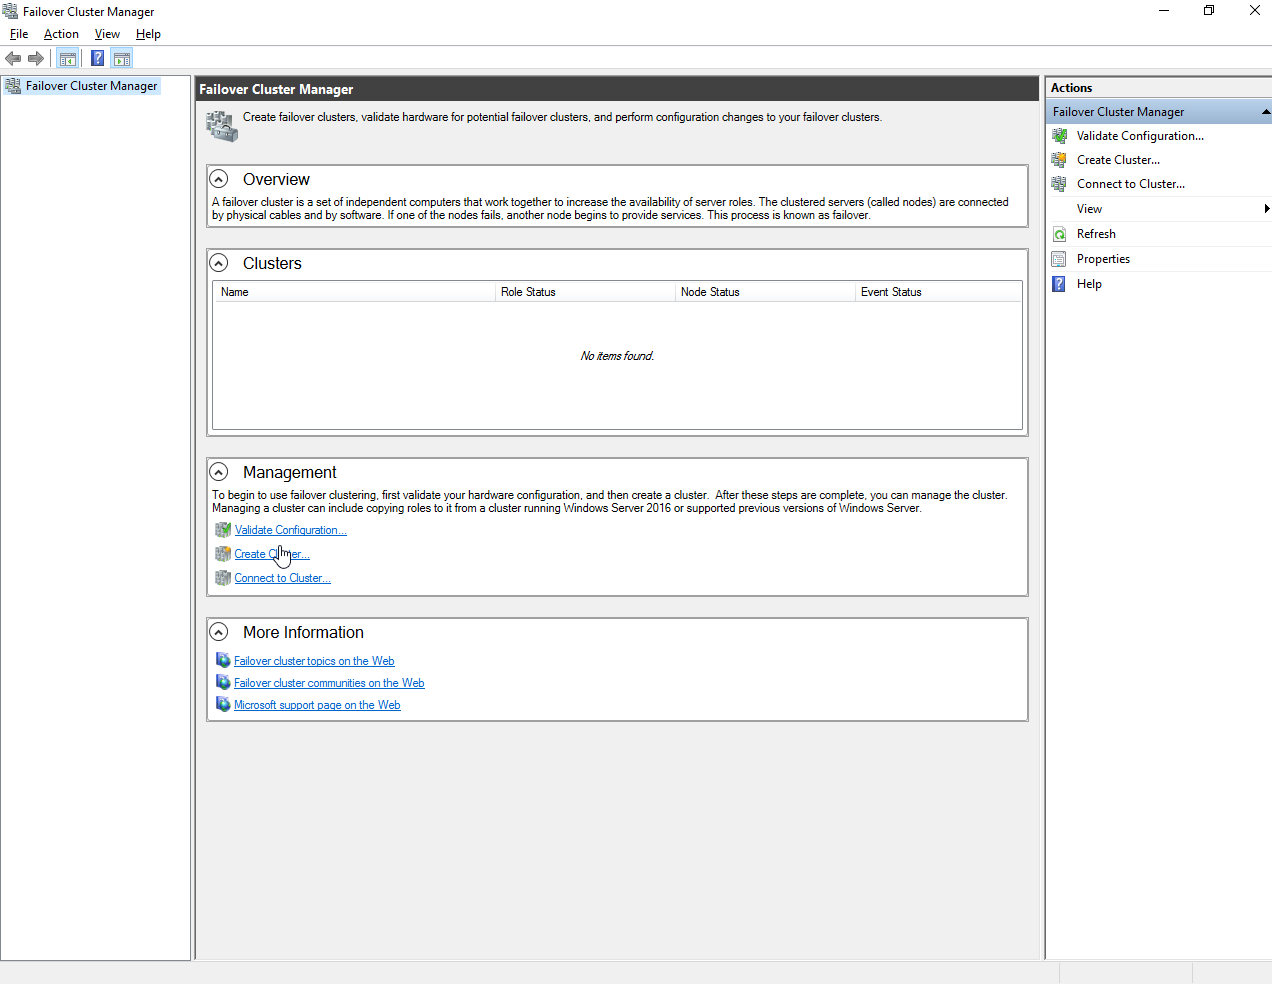 Failover Cluster Manager
File Action View Help
Failover Cluster Manager
Failover Cluster Manager
Create failover clusters, validate hardware for potential failover clusters, and perform configuration changes to your failover clusters.
Overview
A failover cluster is a set of independent computers that work together to increase the availability of server roles. The clustered servers (called nodes) are connected
by physical cables and by software. If one of the nodes fails, another node begins to provide services. This process is known as failover.
Clusters
Name Role Status Node Status Event Status
No items found.
Management
To begin to use failover clustering, first validate your hardware configuration, and then create a cluster. After these steps are complete, you can manage the cluster.
Managing a cluster can include copying roles to it from a cluster running Windows Server 2016 or supported previous versions of Windows Server.
Validate Configuration...
Create Cluster...
Connect to Cluster...
More Information
Failover cluster topics on the Web
Failover cluster communities on the Web
Microsoft support page on the Web
Actions
Failover Cluster Manager
Validate Configuration...
Create Cluster...
Connect to Cluster...
View
Refresh
Properties
Help